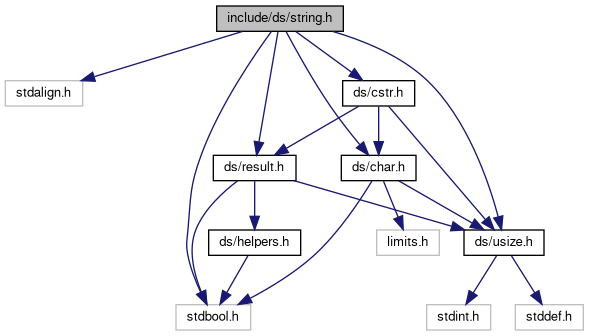 include/ds/string.h
stdalign.h
ds/cstr.h
ds/result.h
ds/char.h
ds/helpers.h
limits.h
ds/usize.h
stdbool.h
stdint.h
stddef.h